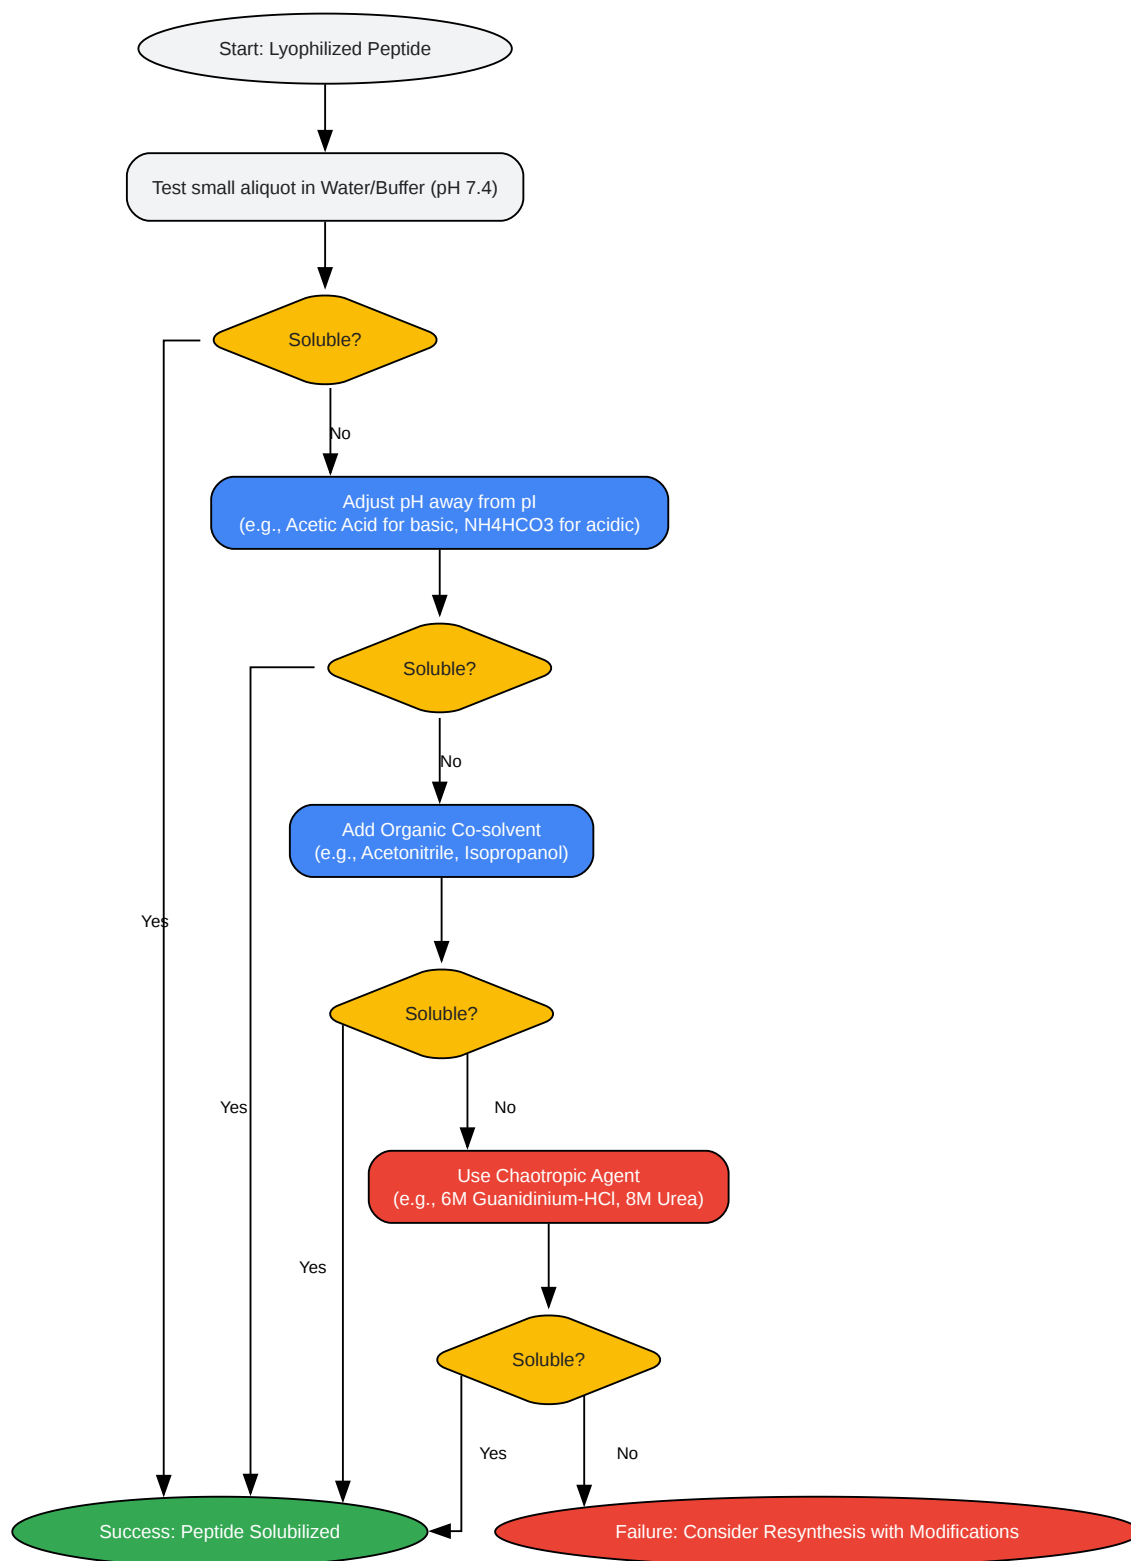 Start: Lyophilized Peptide
Test small aliquot in Water/Buffer (pH 7.4)
Soluble?
No
Adjust pH away from pI
(e.g., Acetic Acid for basic, NH4HCO3 for acidic)
Soluble?
No
Add Organic Co-solvent
(e.g., Acetonitrile, Isopropanol)
Yes
Soluble?
Yes
No
Use Chaotropic Agent
(e.g., 6M Guanidinium-HCl, 8M Urea)
Yes
Soluble?
Yes
No
Success: Peptide Solubilized
Failure: Consider Resynthesis with Modifications